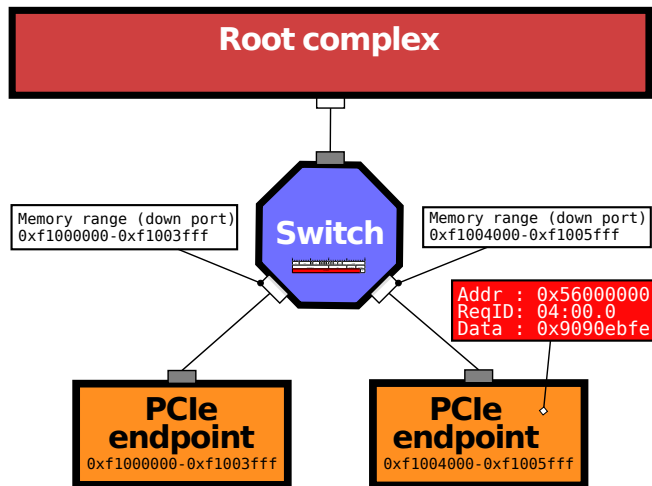 Root complex
Memory range (down port)
0xf1000000-0xf1003fff
Switch
Memory range (down port)
0xf1004000-0xf1005fff
Addr : 0x56000000
ReqID: 04:00.0
Data : 0x9090ebfe
PCIe
endpoint
0xf1000000-0xf1003fff
PCIe
endpoint
0xf1004000-0xf1005fff